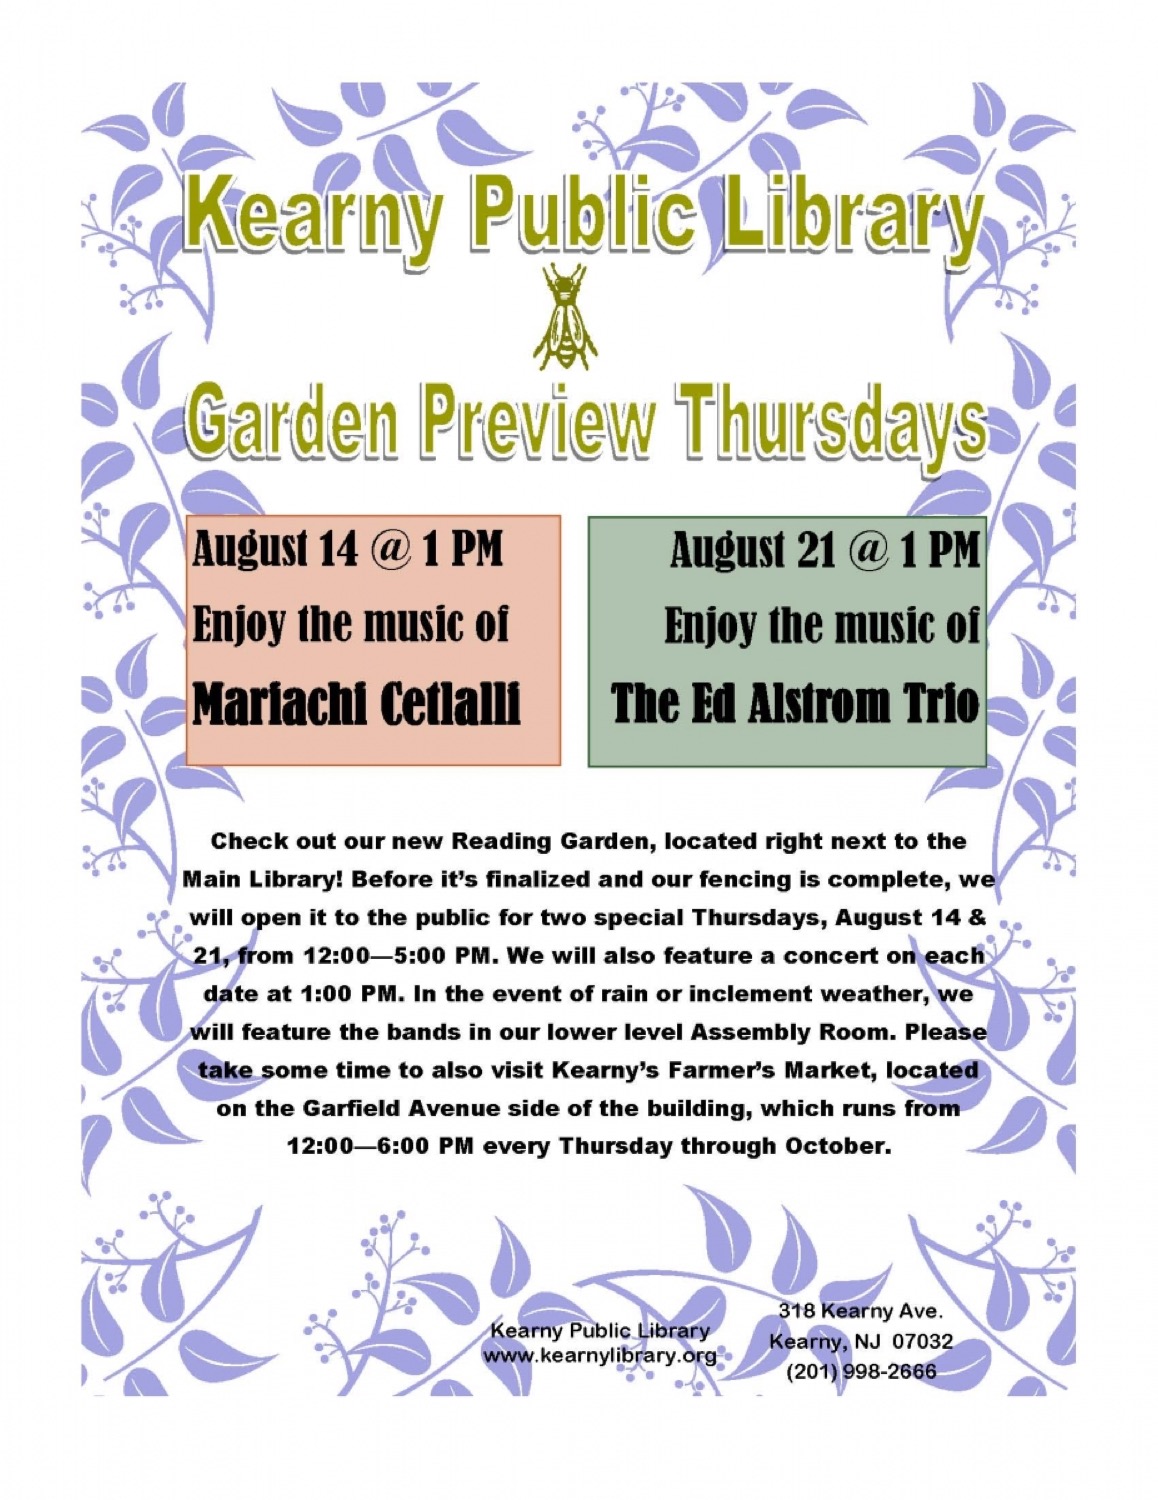 Kearny Public Library
Garden Preview Thursdays
August 14 @ 1 PM
Enjoy the music of
Mariachi Cetlalli
August 21 @ 1 PM
Enjoy the music of
The Ed Alstrom Trio
Check out our new Reading Garden, located right next to the
Main Library! Before it's finalized and our fencing is complete, we
will open it to the public for two special Thursdays, August 14 &
21, from 12:00—5:00 PM. We will also feature a concert on each
date at 1:00 PM. In the event of rain or inclement weather, we
will feature the bands in our lower level Assembly Room. Please
take some time to also visit Kearny's Farmer's Market, located
on the Garfield Avenue side of the building, which runs from
12:00—6:00 PM every Thursday through October.
Kearny Public Library
www.kearnylibrary.org
318 Kearny Ave.
Kearny, NJ 07032
(201) 998-2666